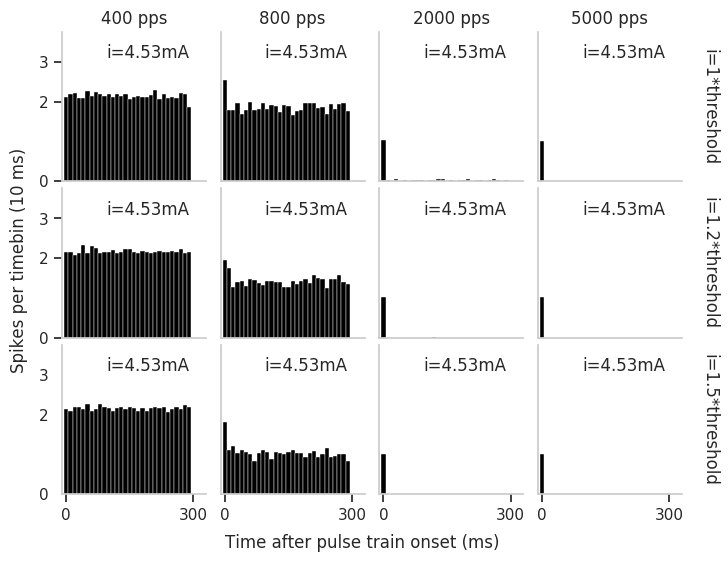 400 pps
800 pps
2000 pps
5000 pps
i=4.53mA
i=4.53mA
i=4.53mA
i=4.53mA
i=1*threshold
3
2
0
i=4.53mA
i=4.53mA
i=4.53mA
i=4.53mA
i=1.2*threshold
3
2
0
Spikes per timebin (10 ms)
i=4.53mA
i=4.53mA
i=4.53mA
i=4.53mA
i=1.5*threshold
3
2
0
0
300
0
300
0
300
0
300
Time after pulse train onset (ms)